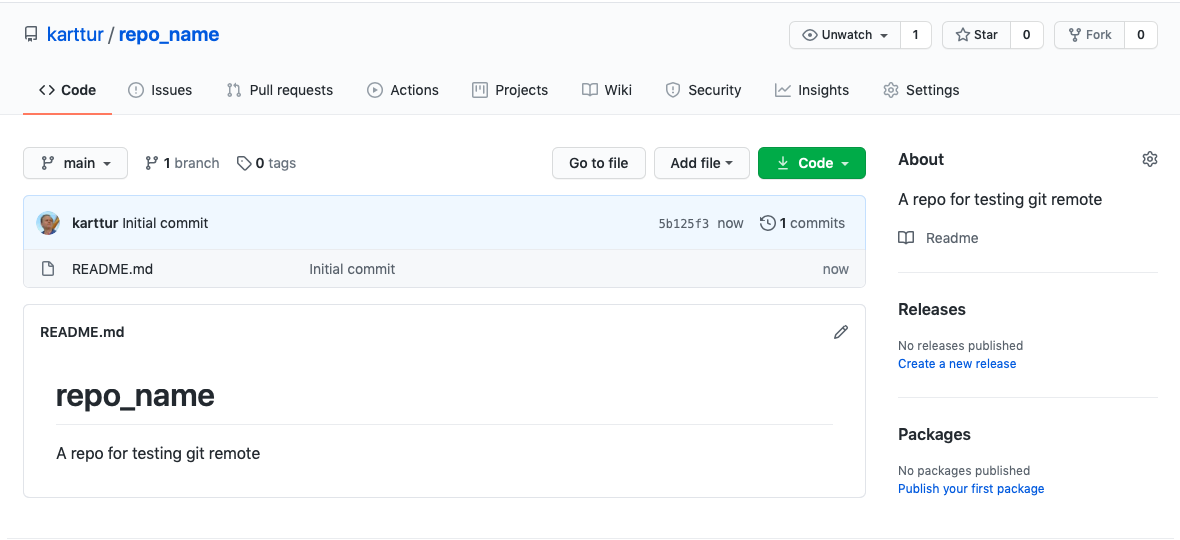 karttur / repo_name
Unwatch 1 Star 0 Fork 0
Code Issues Pull requests Actions Projects Wiki Security Insights Settings
main 1 branch 0 tags Go to file Add file Code
karttur Initial commit 5b125f3 now 1 commits
README.md Initial commit now
README.md
repo_name
A repo for testing git remote
About
A repo for testing git remote
Readme
Releases
No releases published
Create a new release
Packages
No packages published
Publish your first package